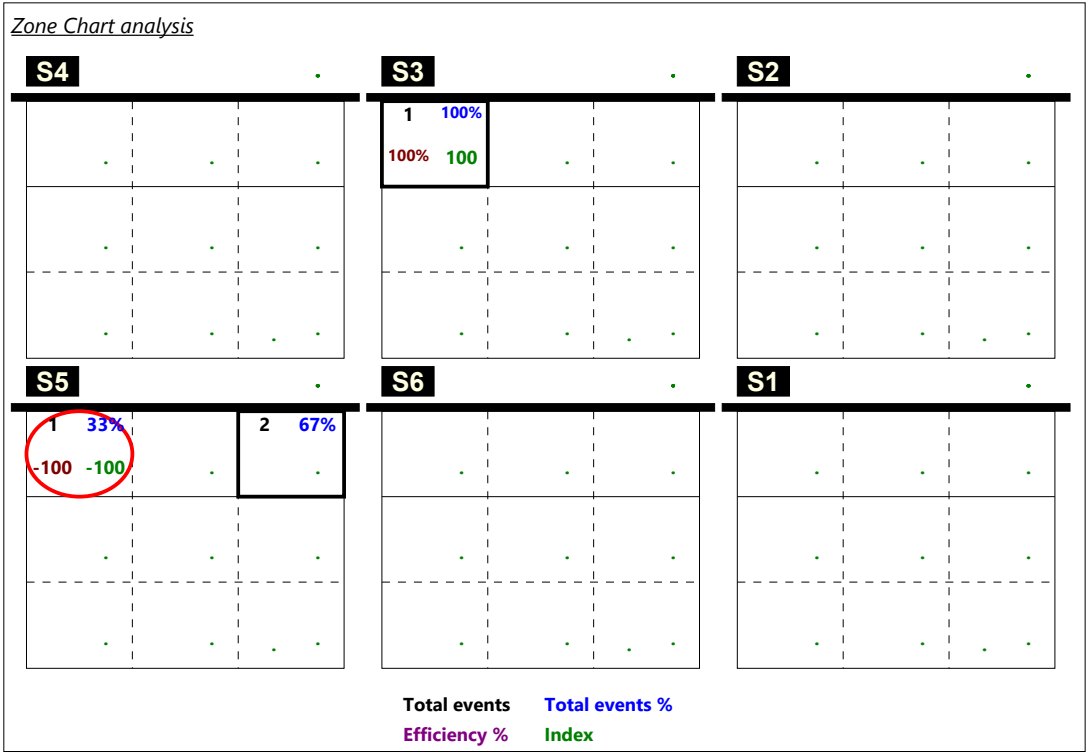 Zone Chart analysis
S4 S3 S2
1 100%
100% 100
S5 S6 S1
1 33% 2 67%
-100 -100
Total events Total events %
Efficiency % Index